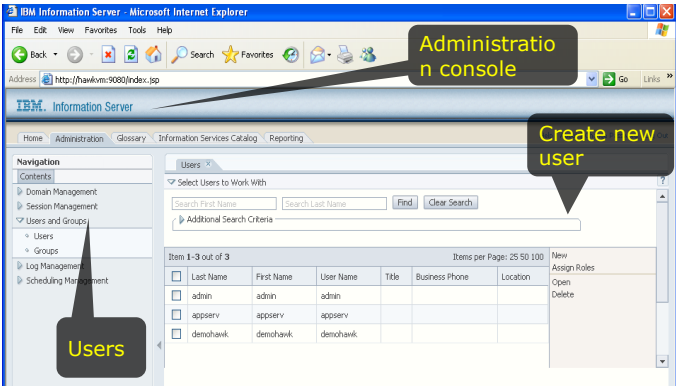 IBM Information Server - Microsoft Internet Explorer
File Edit View Favorites Tools Help
Back Search Favorites
Address http://hawkvm:9080/index.jsp Go Links »
Administratio
n console
IBM. Information Server
Home Administration Glossary Information Services Catalog Reporting
Create new
user
Navigation
Contents
Domain Management
Session Management
Users and Groups
Users
Groups
Log Management
Scheduling Management
Users
Users ×
Select Users to Work With ?
Search First Name Search Last Name Find Clear Search
Additional Search Criteria
Item 1-3 out of 3 Items per Page: 25 50 100
Last Name First Name User Name Title Business Phone Location
admin admin admin
appserv appserv appserv
demohawk demohawk demohawk
New
Assign Roles
Open
Delete